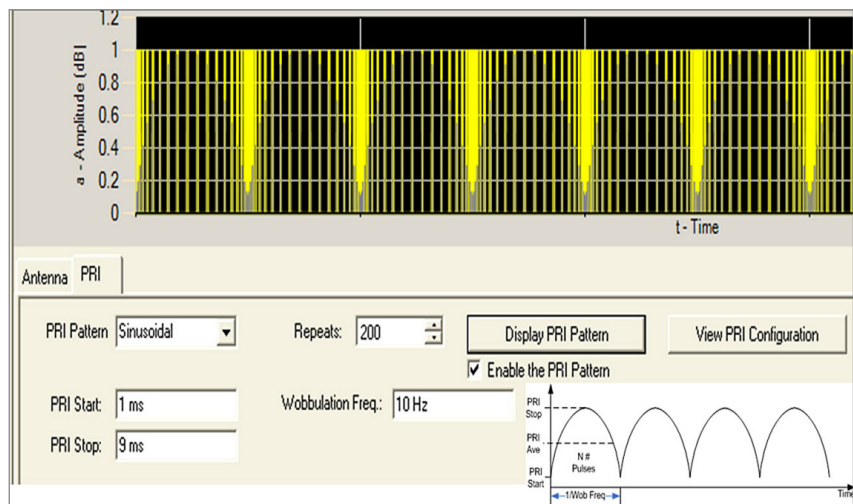 1.2
1
0.8
0.6
0.4
0.2
0
a - Amplitude [dB]
t - Time
Antenna PRI
PRI Pattern Sinusoidal Repeats: 200 Display PRI Pattern View PRI Configuration
Enable the PRI Pattern
PRI Start: 1 ms Wobbulation Freq.: 10 Hz
PRI Stop: 9 ms
PRI
Stop
PRI
Ave
N #
Pulses
PRI
Start
1/Wob Freq
Time